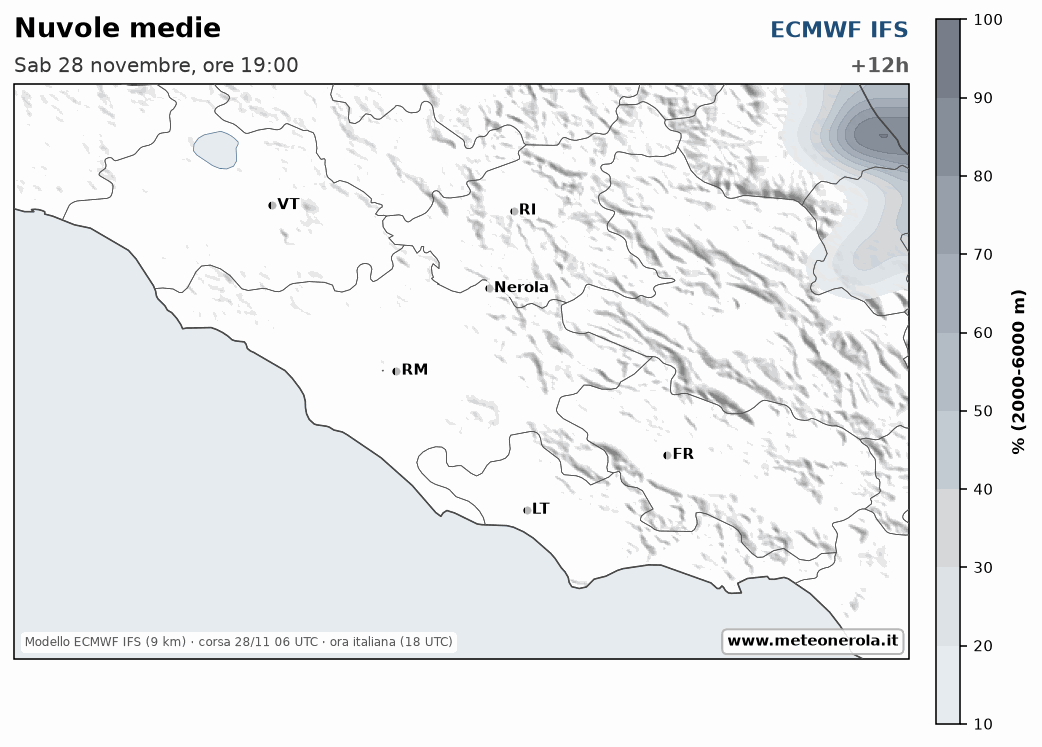 Nuvole medie
ECMWF IFS
Sab 28 novembre, ore 19:00
+12h
100
90
80
70
60
50
40
30
20
10
% (2000-6000 m)
VT
RI
Nerola
RM
FR
LT
Modello ECMWF IFS (9 km) · corsa 28/11 06 UTC · ora italiana (18 UTC)
www.meteonerola.it